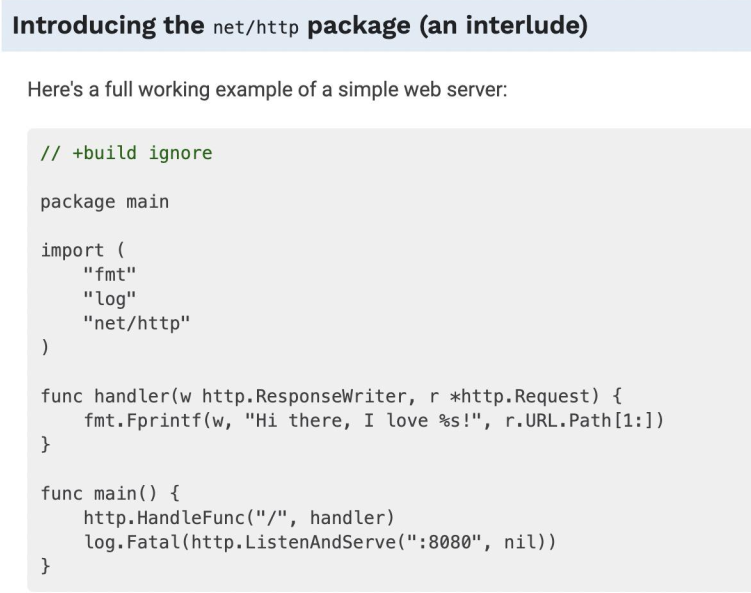 Introducing the net/http package (an interlude)
Here's a full working example of a simple web server:
// +build ignore
package main
import (
    "fmt"
    "log"
    "net/http"
)
func handler(w http.ResponseWriter, r *http.Request) {
    fmt.Fprintf(w, "Hi there, I love %s!", r.URL.Path[1:])
}
func main() {
    http.HandleFunc("/", handler)
    log.Fatal(http.ListenAndServe(":8080", nil))
}